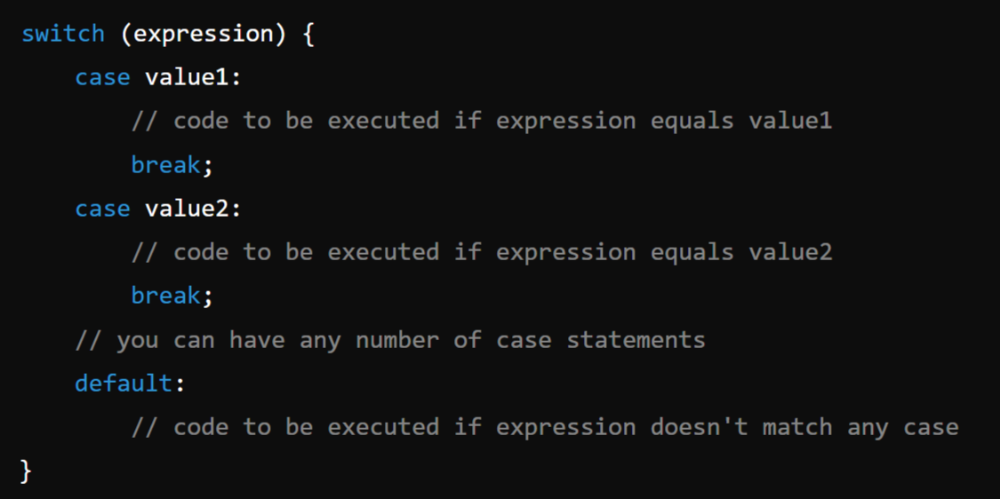 switch (expression) {
    case value1:
        // code to be executed if expression equals value1
        break;
    case value2:
        // code to be executed if expression equals value2
        break;
    // you can have any number of case statements
    default:
        // code to be executed if expression doesn't match any case
}